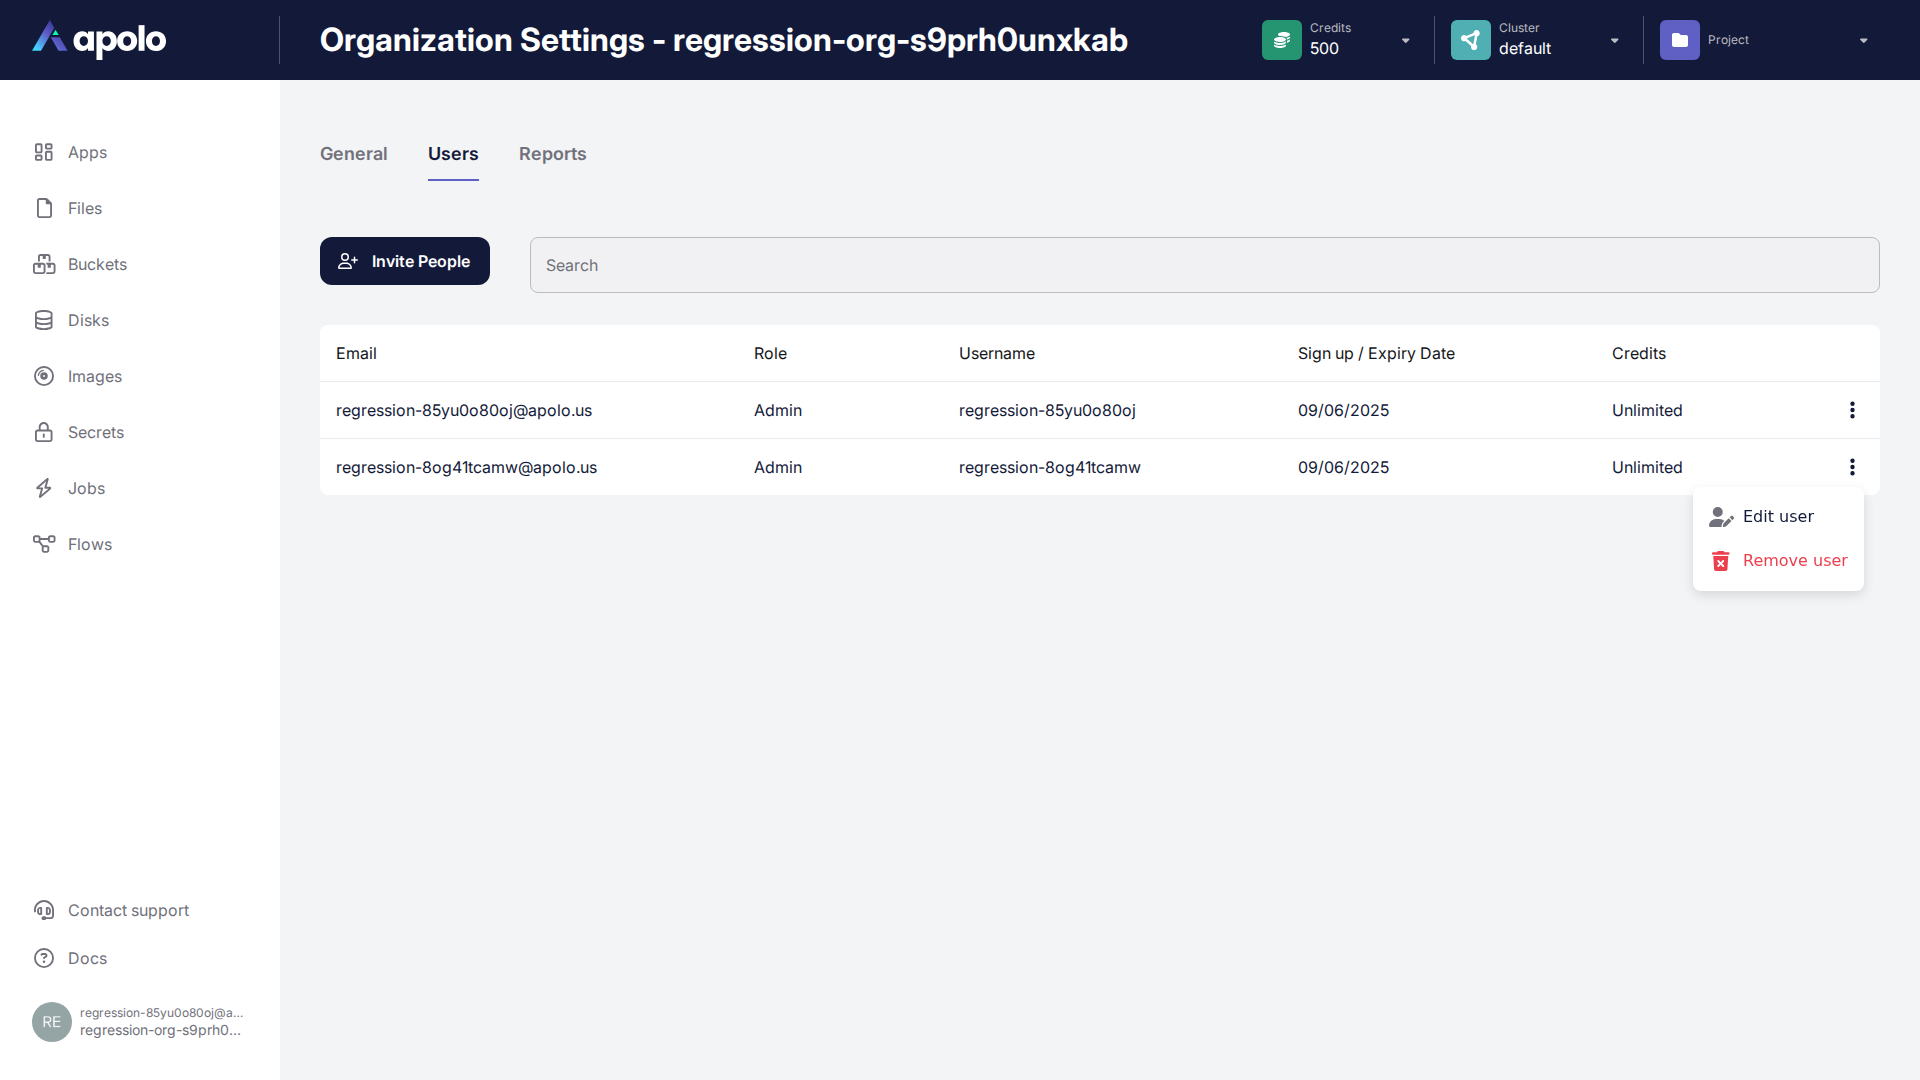 apolo
Organization Settings - regression-org-s9prh0unxkab
Credits
500
Cluster
default
Project
Apps
Files
Buckets
Disks
Images
Secrets
Jobs
Flows
General Users Reports
Invite People
Search
Email Role Username Sign up / Expiry Date Credits
regression-85yu0o80oj@apolo.us Admin regression-85yu0o80oj 09/06/2025 Unlimited
regression-8og41tcamw@apolo.us Admin regression-8og41tcamw 09/06/2025 Unlimited
Edit user
Remove user
Contact support
Docs
RE
regression-85yu0o80oj@a...
regression-org-s9prh0...